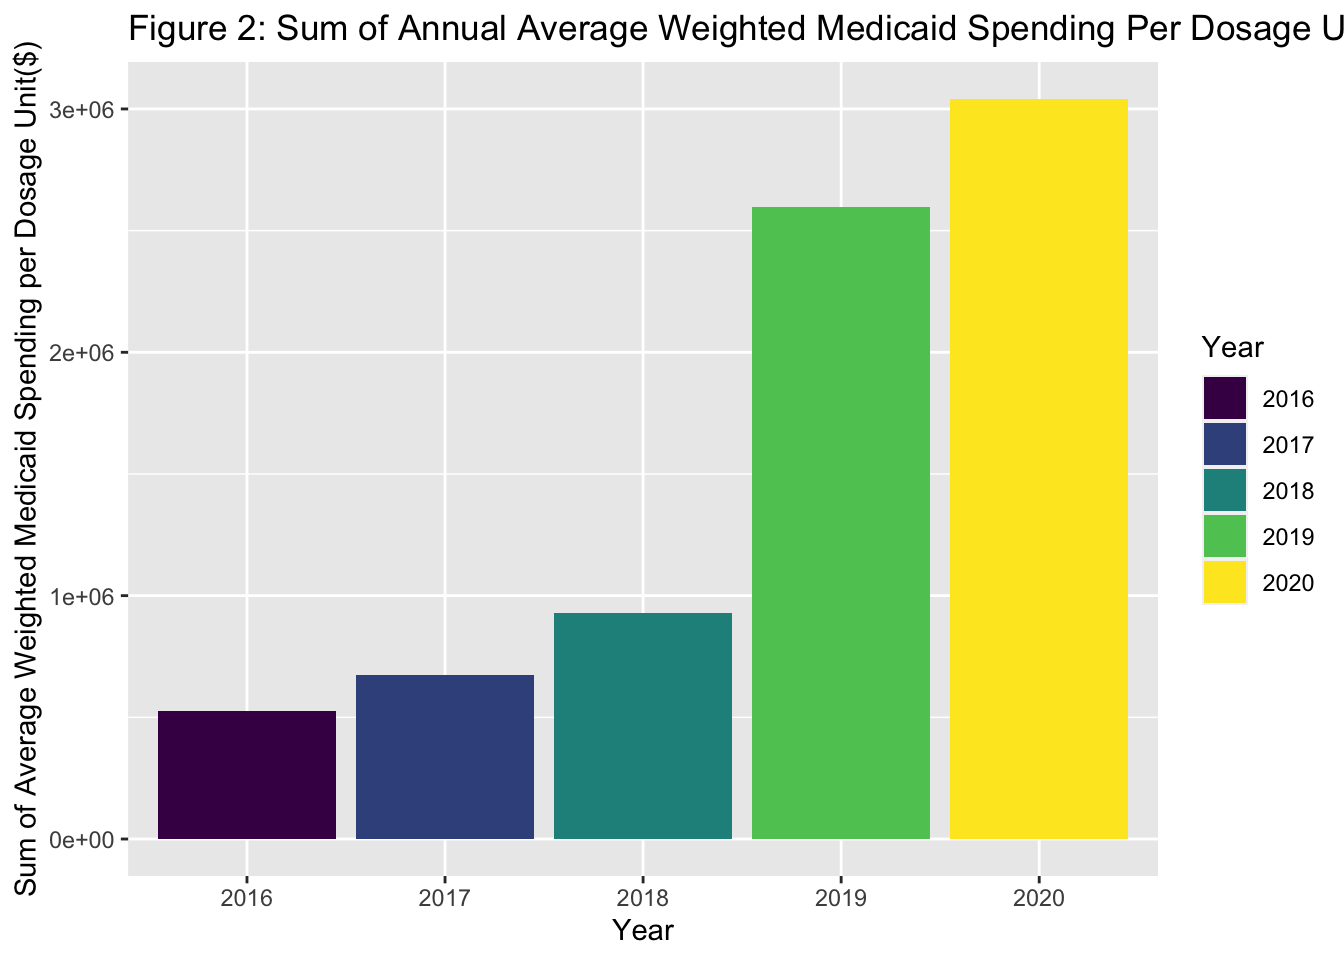 Figure 2: Sum of Annual Average Weighted Medicaid Spending Per Dosage U
Sum of Average Weighted Medicaid Spending per Dosage Unit($)
3e+06
2e+06
1e+06
0e+00
2016
2017
2018
2019
2020
Year
Year
2016
2017
2018
2019
2020